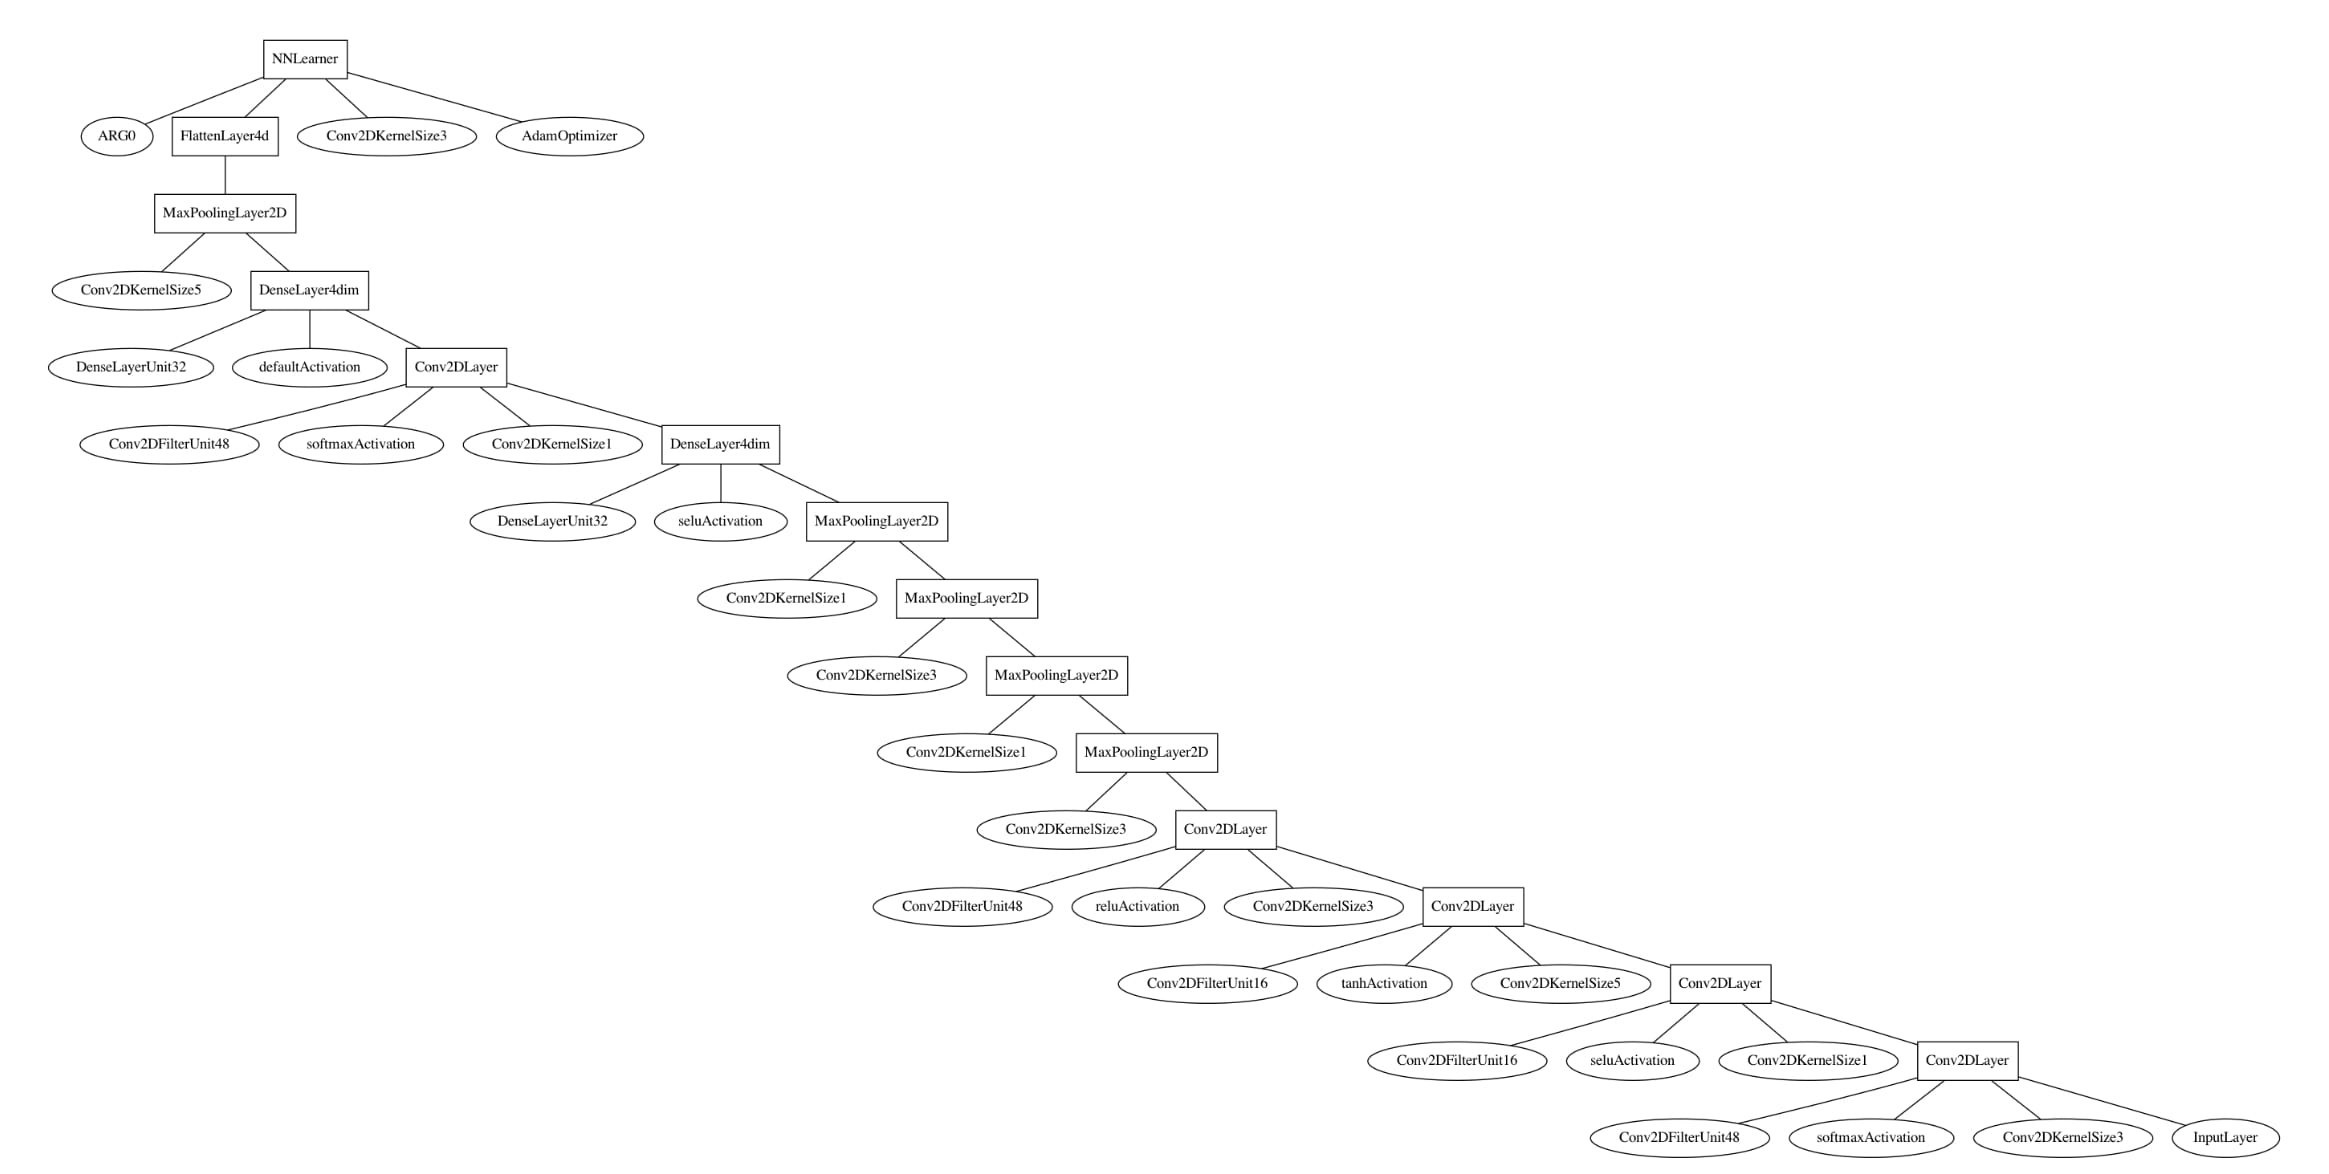 NNLearner
ARG0
FlattenLayer4d
Conv2DKernelSize3
AdamOptimizer
MaxPoolingLayer2D
Conv2DKernelSize5
DenseLayer4dim
DenseLayerUnit32
defaultActivation
Conv2DLayer
Conv2DFilterUnit48
softmaxActivation
Conv2DKernelSize1
DenseLayer4dim
DenseLayerUnit32
seluActivation
MaxPoolingLayer2D
Conv2DKernelSize1
MaxPoolingLayer2D
Conv2DKernelSize3
MaxPoolingLayer2D
Conv2DKernelSize1
MaxPoolingLayer2D
Conv2DKernelSize3
Conv2DLayer
Conv2DFilterUnit48
reluActivation
Conv2DKernelSize3
Conv2DLayer
Conv2DFilterUnit16
tanhActivation
Conv2DKernelSize5
Conv2DLayer
Conv2DFilterUnit16
seluActivation
Conv2DKernelSize1
Conv2DLayer
Conv2DFilterUnit48
softmaxActivation
Conv2DKernelSize3
InputLayer